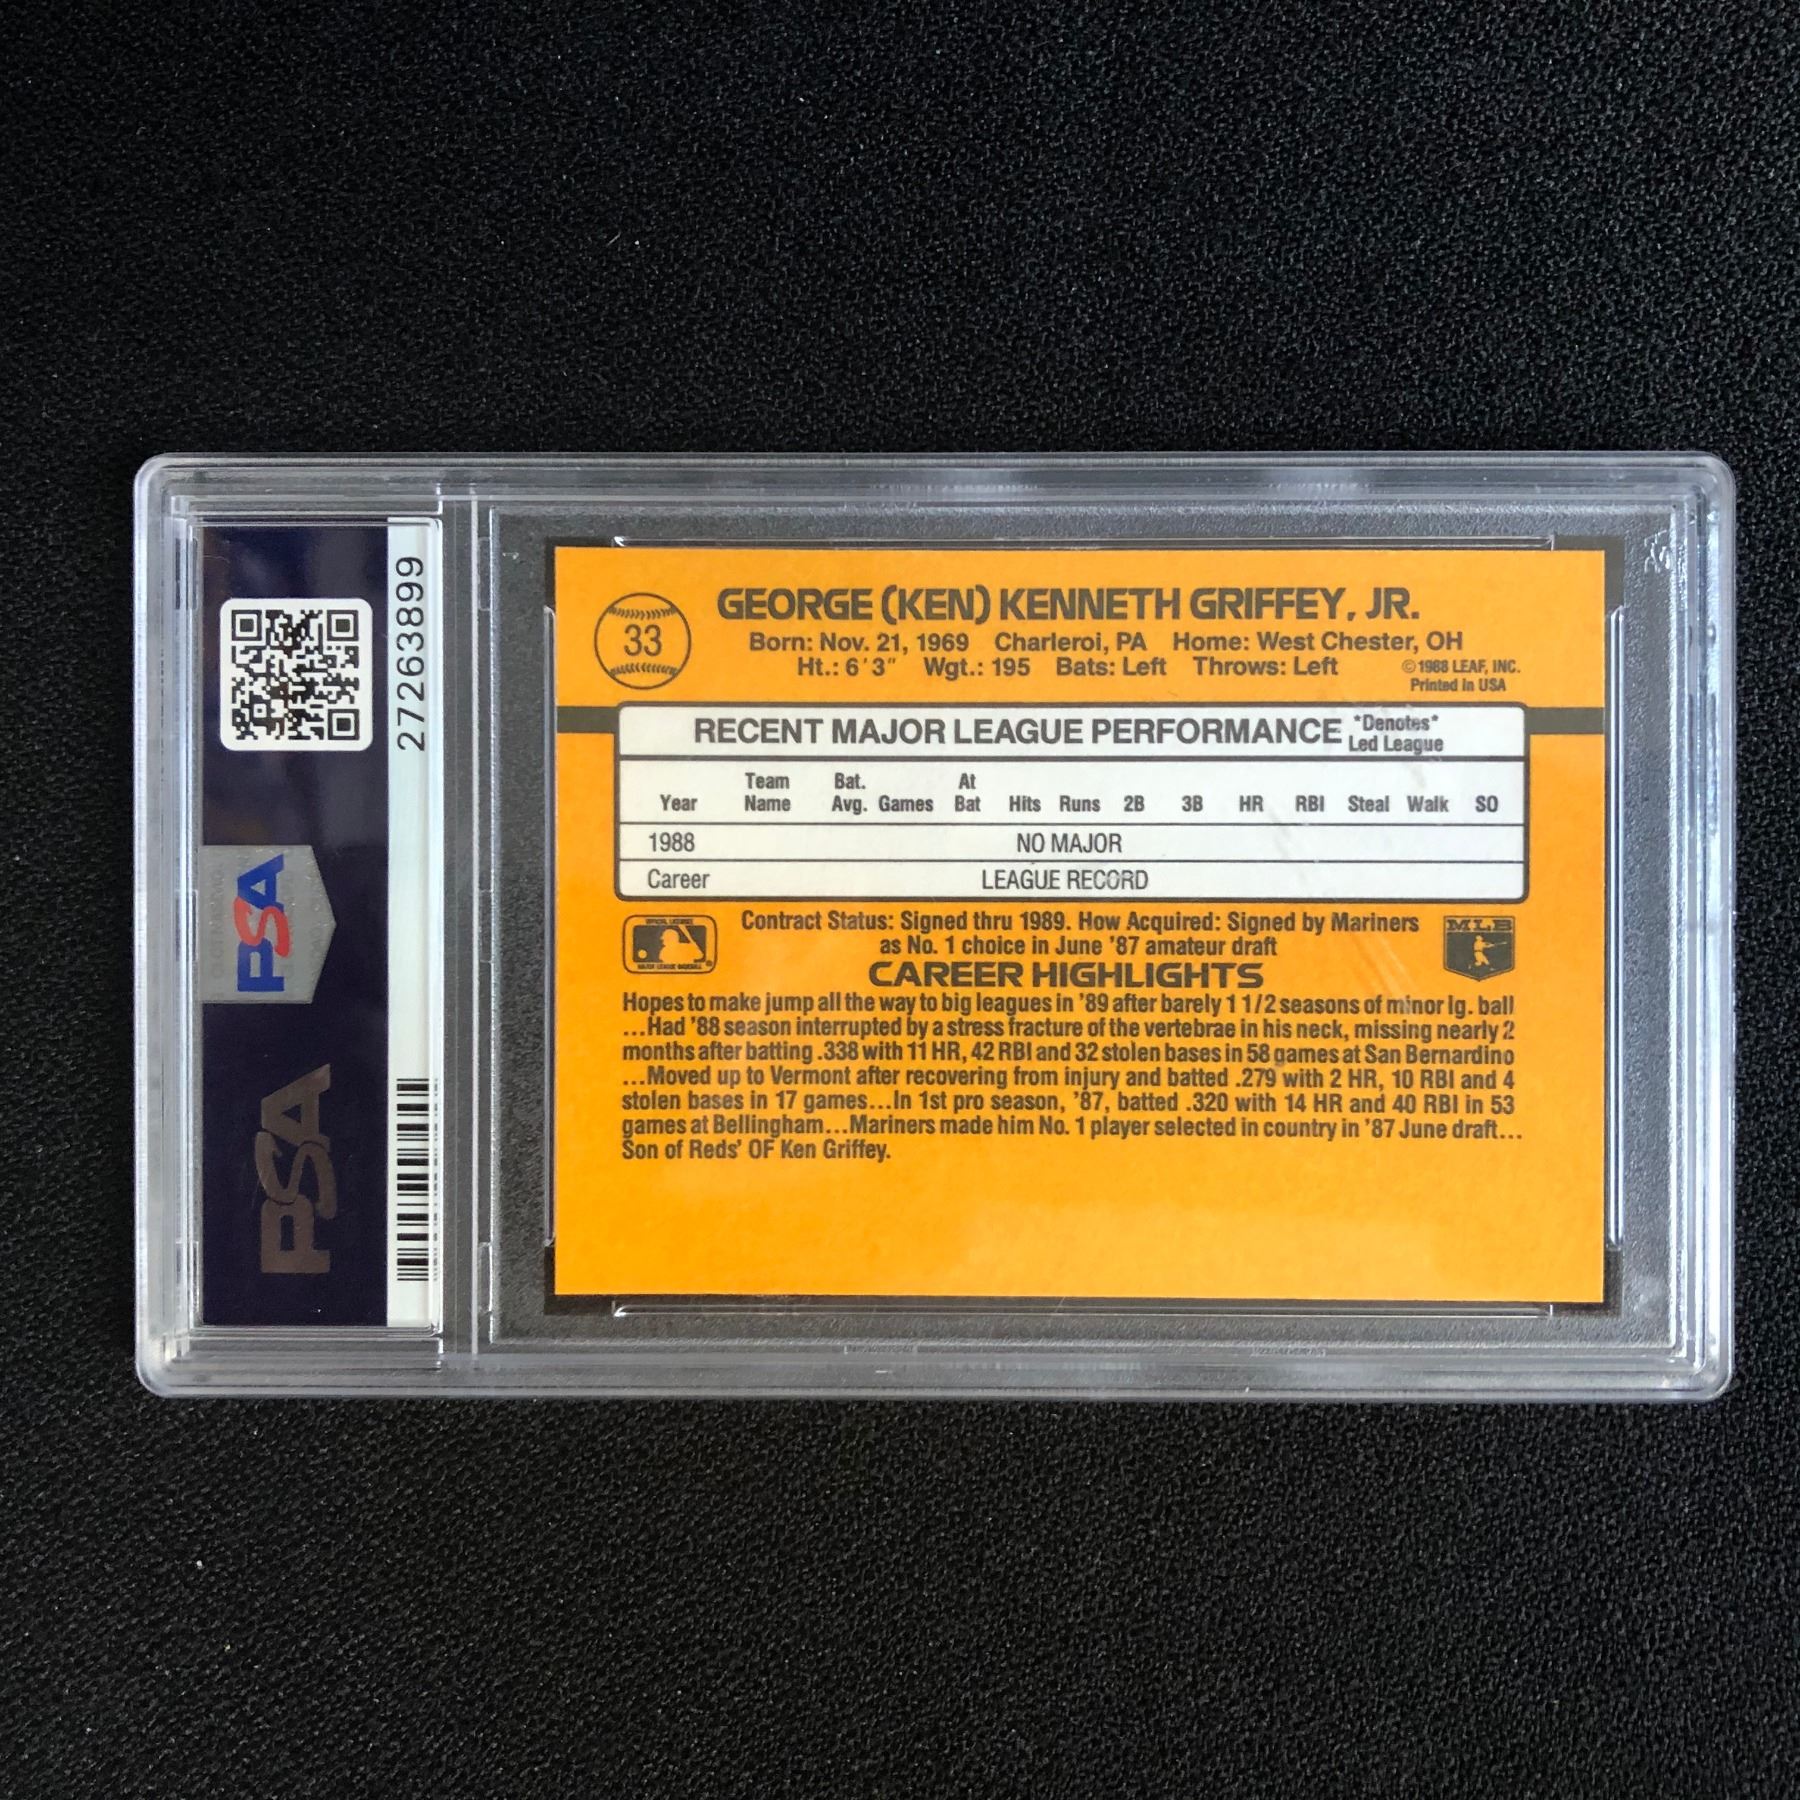 27263899
PSA
PSA
33
GEORGE (KEN) KENNETH GRIFFEY, JR.
Born: Nov. 21, 1969 Charleroi, PA Home: West Chester, OH
Ht.: 6'3" Wgt.: 195 Bats: Left Throws: Left
©1988 LEAF, INC.
Printed in USA
RECENT MAJOR LEAGUE PERFORMANCE
*Denotes*
Led League
Year Team Name Bat. Avg. Games At Bat Hits Runs 2B 3B HR RBI Steal Walk SO
1988 NO MAJOR
Career LEAGUE RECORD
Contract Status: Signed thru 1989. How Acquired: Signed by Mariners
as No. 1 choice in June '87 amateur draft
MLB
CAREER HIGHLIGHTS
Hopes to make jump all the way to big leagues in '89 after barely 1 1/2 seasons of minor lg. ball
...Had '88 season interrupted by a stress fracture of the vertebrae in his neck, missing nearly 2
months after batting .338 with 11 HR, 42 RBI and 32 stolen bases in 58 games at San Bernardino
...Moved up to Vermont after recovering from injury and batted .279 with 2 HR, 10 RBI and 4
stolen bases in 17 games...In 1st pro season, '87, batted .320 with 14 HR and 40 RBI in 53
games at Bellingham...Mariners made him No. 1 player selected in country in '87 June draft...
Son of Reds' OF Ken Griffey.